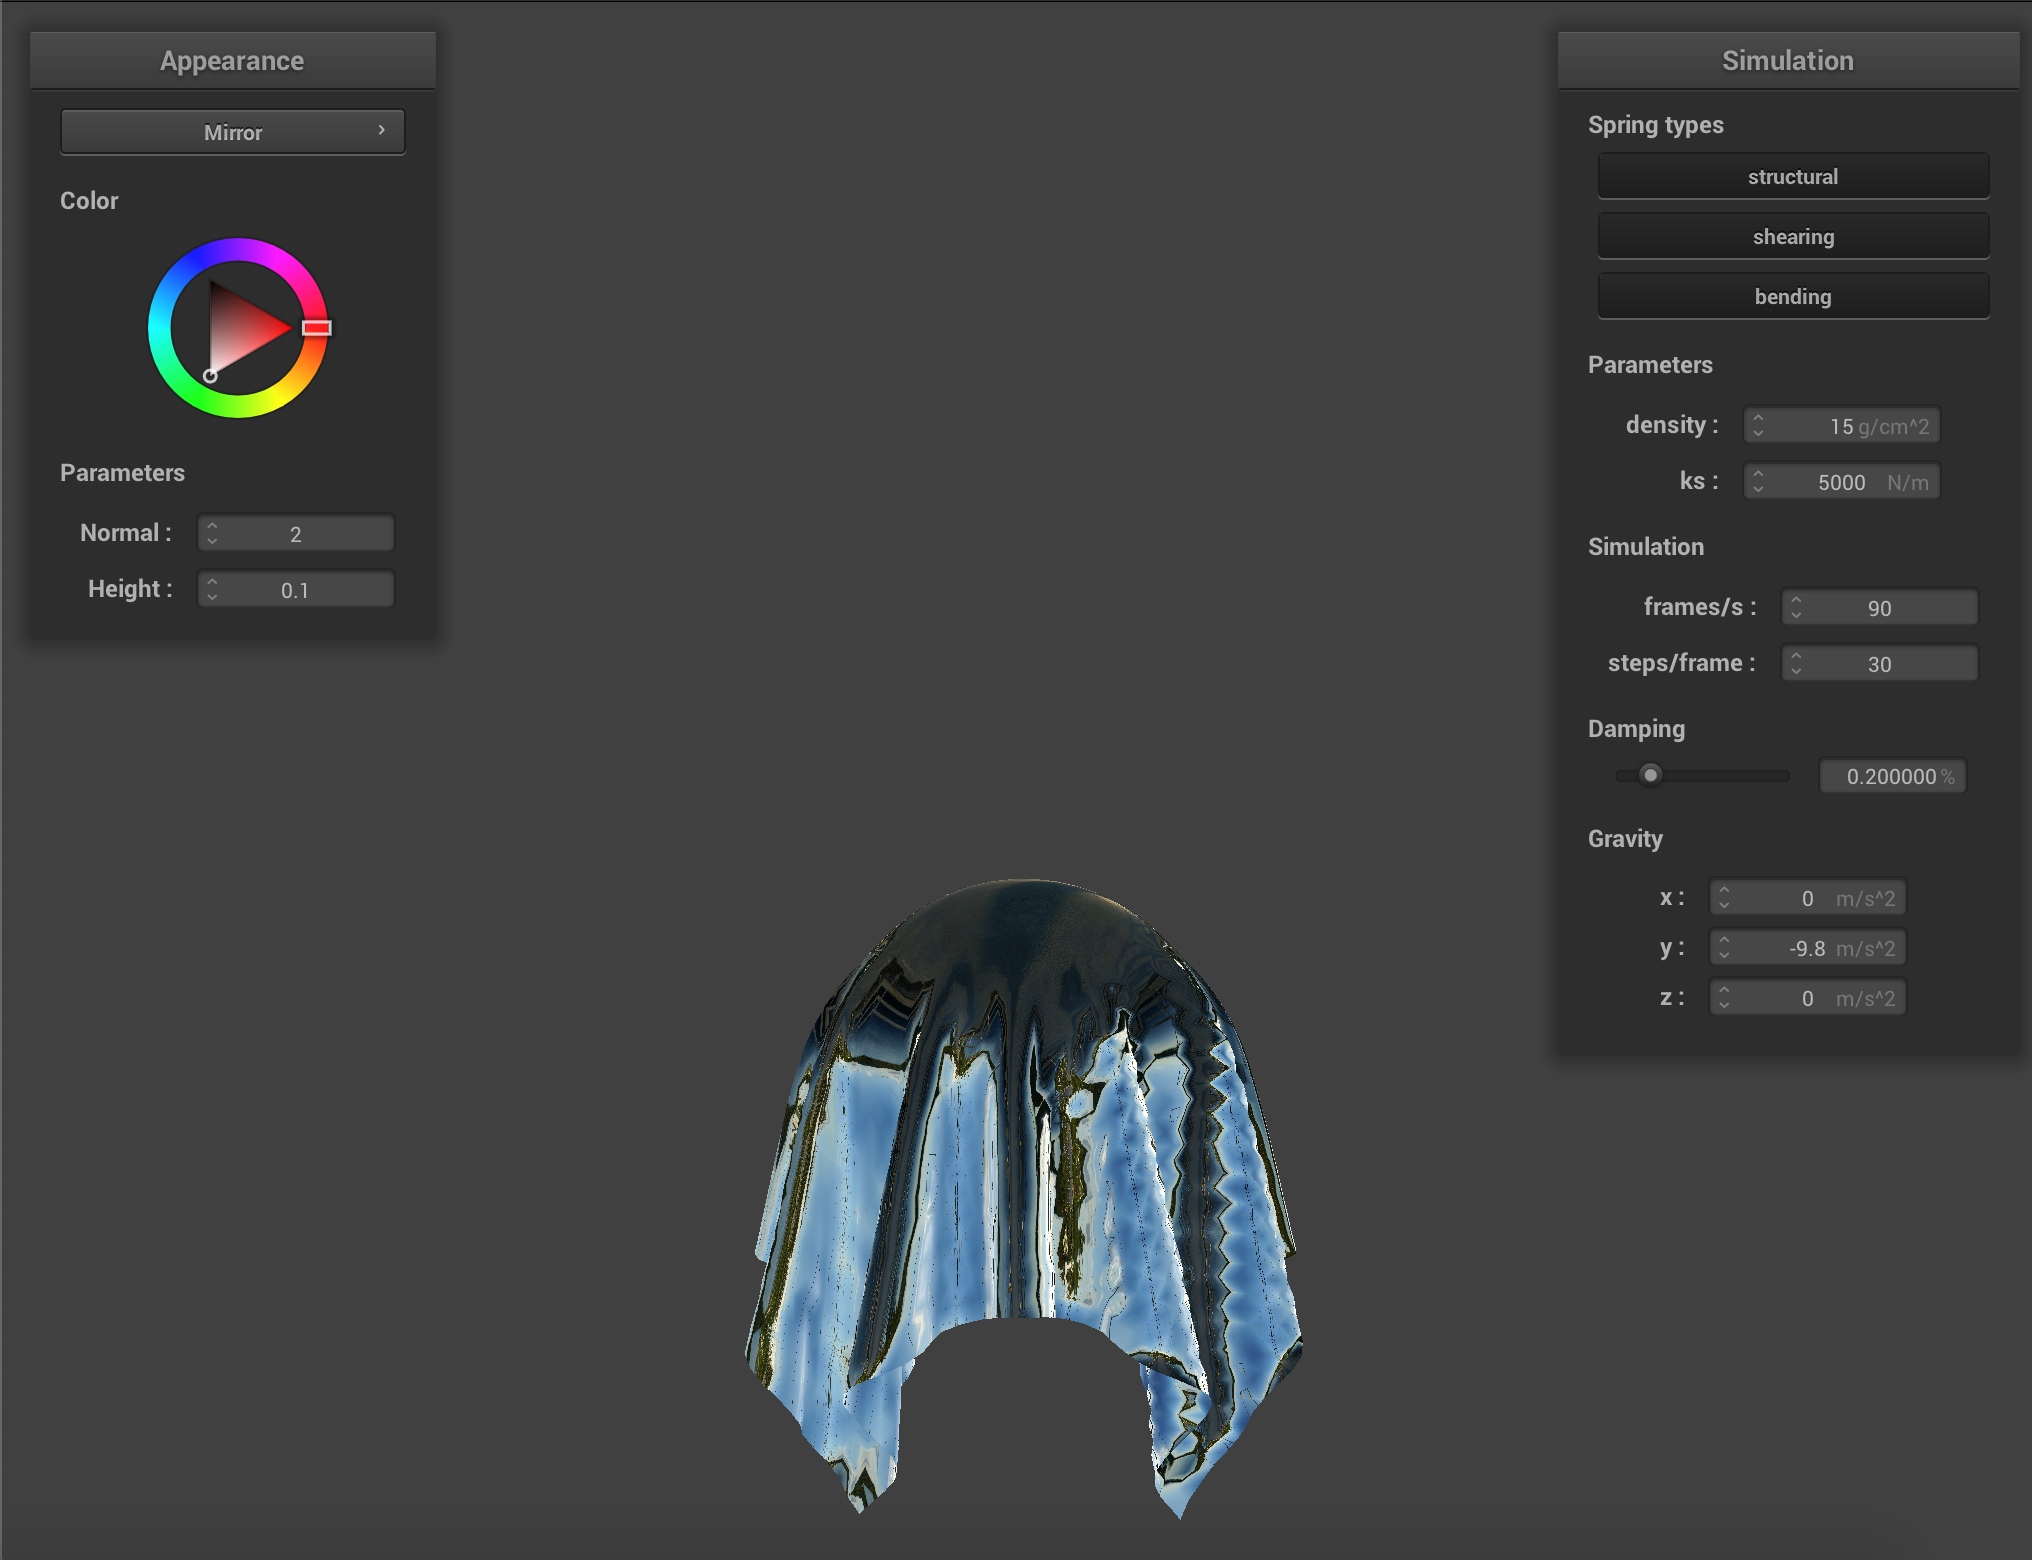 Appearance
Mirror
Color
Parameters
Normal : 2
Height : 0.1
Simulation
Spring types
structural
shearing
bending
Parameters
density : 15 g/cm^2
ks : 5000 N/m
Simulation
frames/s : 90
steps/frame : 30
Damping
0.200000 %
Gravity
x : 0 m/s^2
y : -9.8 m/s^2
z : 0 m/s^2